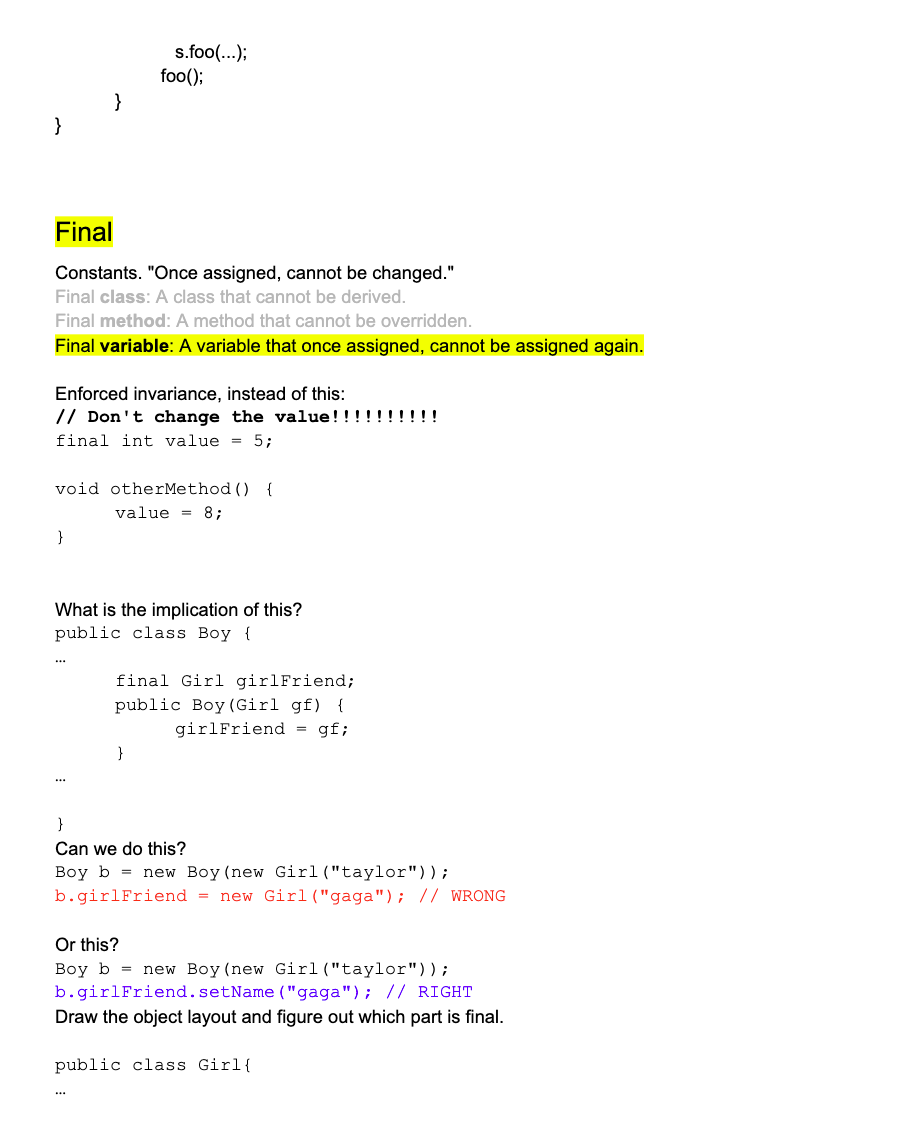 s.foo(...);
foo();
}
}
Final
Constants. "Once assigned, cannot be changed."
Final class: A class that cannot be derived.
Final method: A method that cannot be overridden.
Final variable: A variable that once assigned, cannot be assigned again.
Enforced invariance, instead of this:
// Don't change the value!!!!!!!!!!
final int value = 5;
void otherMethod() {
value = 8;
}
What is the implication of this?
public class Boy {
…
final Girl girlFriend;
public Boy(Girl gf) {
girlFriend = gf;
}
…
}
Can we do this?
Boy b = new Boy(new Girl("taylor"));
b.girlFriend = new Girl("gaga"); // WRONG
Or this?
Boy b = new Boy(new Girl("taylor"));
b.girlFriend.setName("gaga"); // RIGHT
Draw the object layout and figure out which part is final.
public class Girl{
…